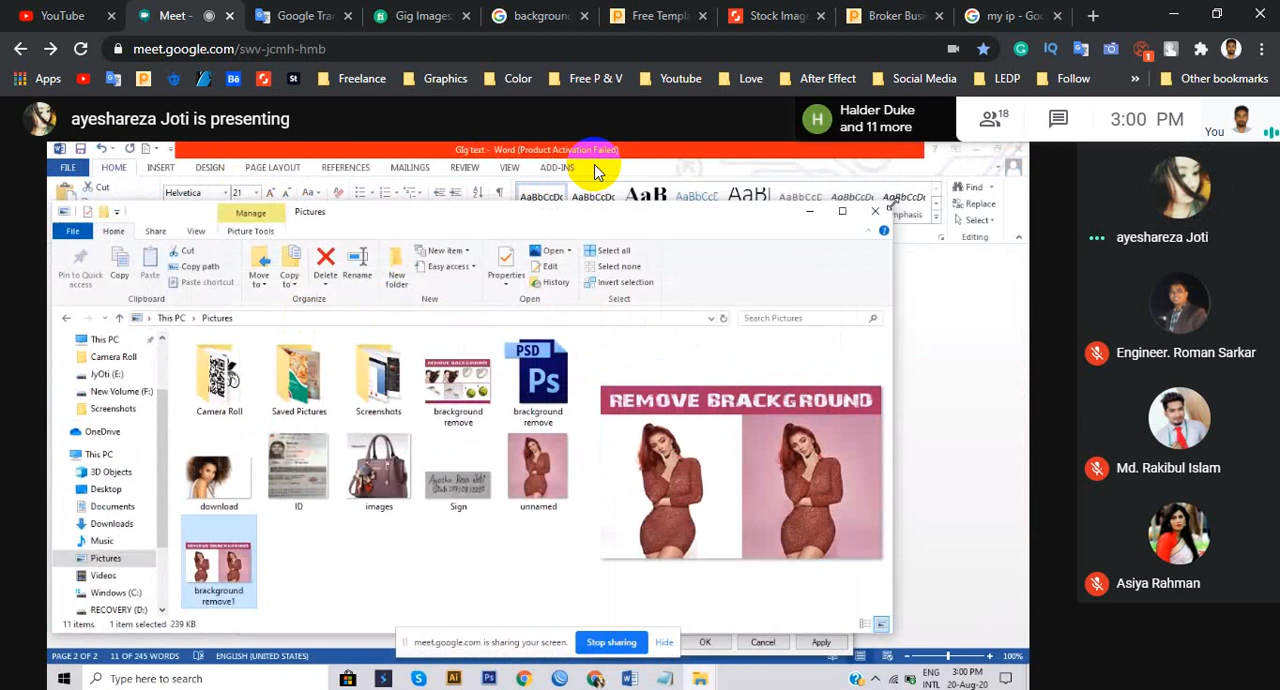 YouTube
Meet -
Google Tra
Gig Images:
background
Free Templa
Stock Imag
Broker Busi
my ip - Goo
meet.google.com/swv-jcmh-hmb
Apps
Freelance
Graphics
Color
Free P & V
Youtube
Love
After Effect
Social Media
LEDP
Follow
Other bookmarks
ayeshareza Joti is presenting
H
Halder Duke
and 11 more
18
3:00 PM
You
GIg text - Word (Product Activation Failed)
FILE HOME INSERT DESIGN PAGE LAYOUT REFERENCES MAILINGS REVIEW VIEW ADD-INS
Cut
Helvetica
21
AaBbCcDc AaBbCcDc AaB AaBbCcE AaB AaBbCcD AaBbCcDc AaBbCcDc
Find
Replace
Select
Editing
Manage
Pictures
File Home Share View Picture Tools
Pin to Quick
access
Copy
Paste
Cut
Copy path
Paste shortcut
Clipboard
Move
to
Copy
to
Delete
Rename
Organize
New
folder
New item
Easy access
New
Properties
Open
Edit
History
Open
Select all
Select none
Invert selection
Select
This PC
Pictures
Search Pictures
This PC
Camera Roll
JyOti (E:)
New Volume (F:)
Screenshots
OneDrive
This PC
3D Objects
Desktop
Documents
Downloads
Music
Pictures
Videos
Windows (C:)
RECOVERY (D:)
Camera Roll
Saved Pictures
Screenshots
brackground
remove
PSD
Ps
brackground
remove
download
ID
images
Sign
unnamed
brackground
remove1
REMOVE BRACKGROUND
11 items
1 item selected 239 KB
meet.google.com is sharing your screen.
Stop sharing
Hide
OK
Cancel
Apply
PAGE 2 OF 2
11 OF 245 WORDS
ENGLISH (INTERNATIONAL)
100%
Type here to search
ENG
INTL
3:00 PM
20-Aug-20
ayeshareza Joti
Engineer. Roman Sarkar
Md. Rakibul Islam
Asiya Rahman